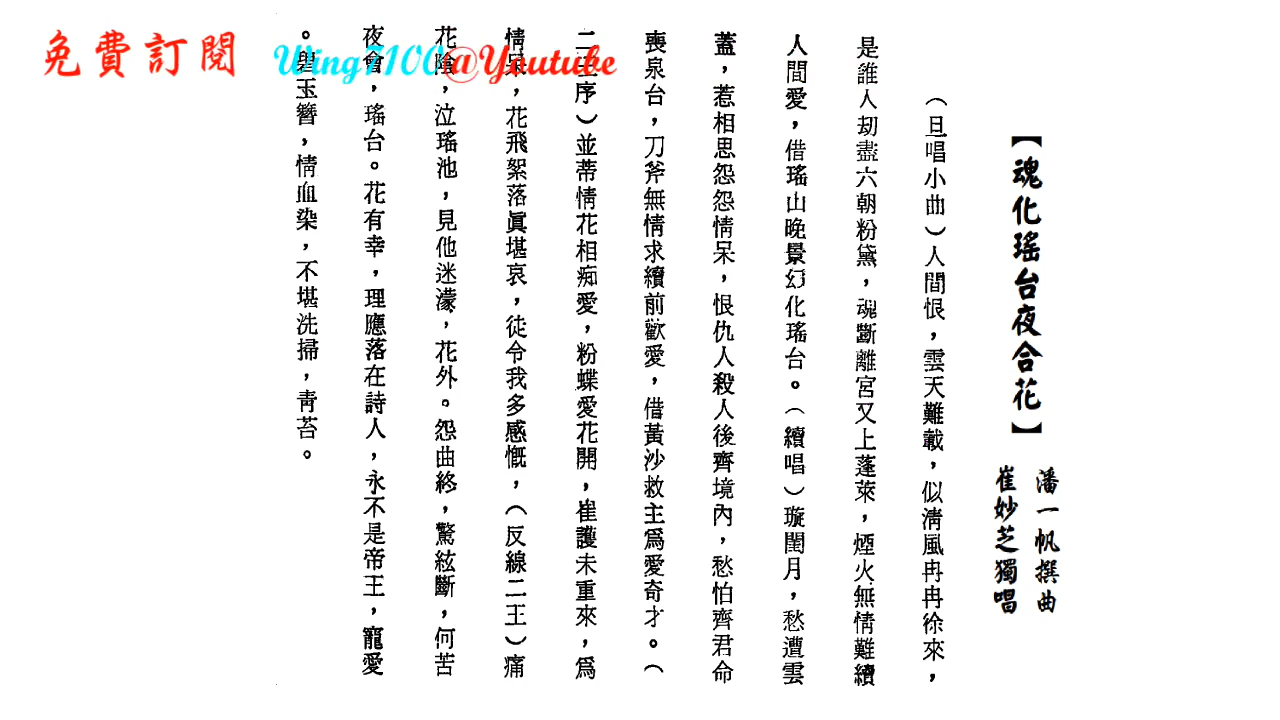 免費訂閱
Wing7100@Youtube
【魂化瑤台夜合花】
潘一帆撰曲
崔妙芝獨唱
（旦唱小曲）人間恨，雲天難載，似清風冉冉徐來，
是誰人刧盡六朝粉黛，魂斷離宮又上蓬萊，煙火無情難續
人間愛，借瑤山晚景幻化瑤台。（續唱）璇閨月，愁遭雲
蓋，惹相思怨怨情呆，恨仇人殺人後齊境內，愁怕齊君命
喪泉台，刀斧無情求續前歡愛，借黃沙救主爲愛奇才。（
二王序）並蒂情花相痴愛，粉蝶愛花開，崔護未重來，爲
情呆，花飛絮落眞堪哀，徒令我多感慨，（反線二王）痛
花陰，泣瑤池，見他迷濛，花外。怨曲終，驚絃斷，何苦
夜會，瑤台。花有幸，理應落在詩人，永不是帝王，寵愛
。碧玉簪，情血染，不堪洗掃，靑苔。